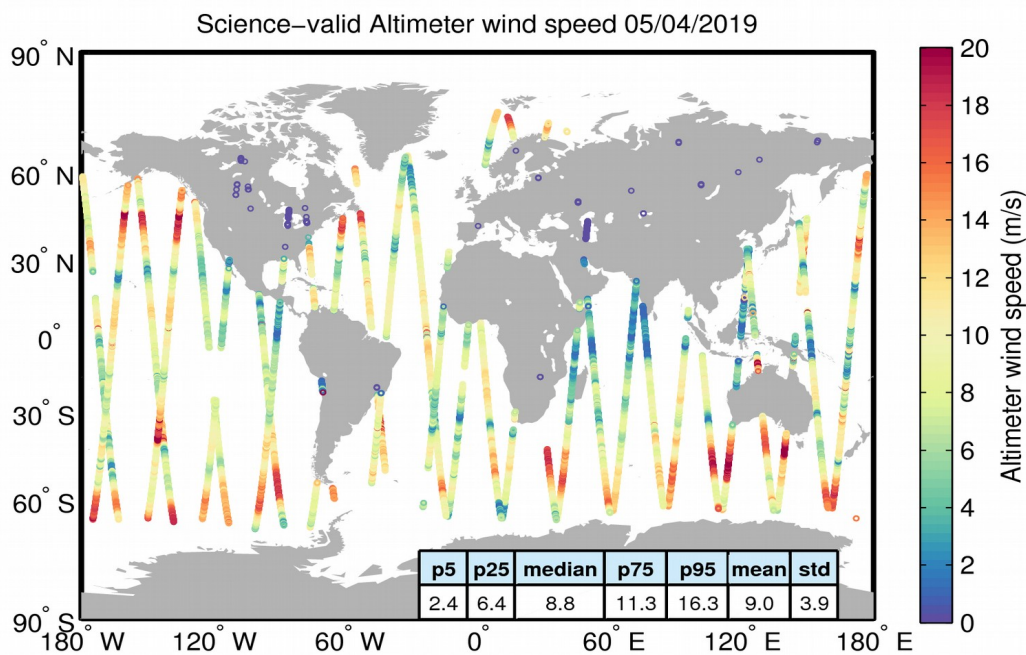 Science-valid Altimeter wind speed 05/04/2019
90° N
60° N
30° N
0°
30° S
60° S
90° S
180° W
120° W
60° W
0°
60° E
120° E
180° E
20
18
16
14
12
10
8
6
4
2
0
Altimeter wind speed (m/s)
p5 p25 median p75 p95 mean std
2.4 6.4 8.8 11.3 16.3 9.0 3.9